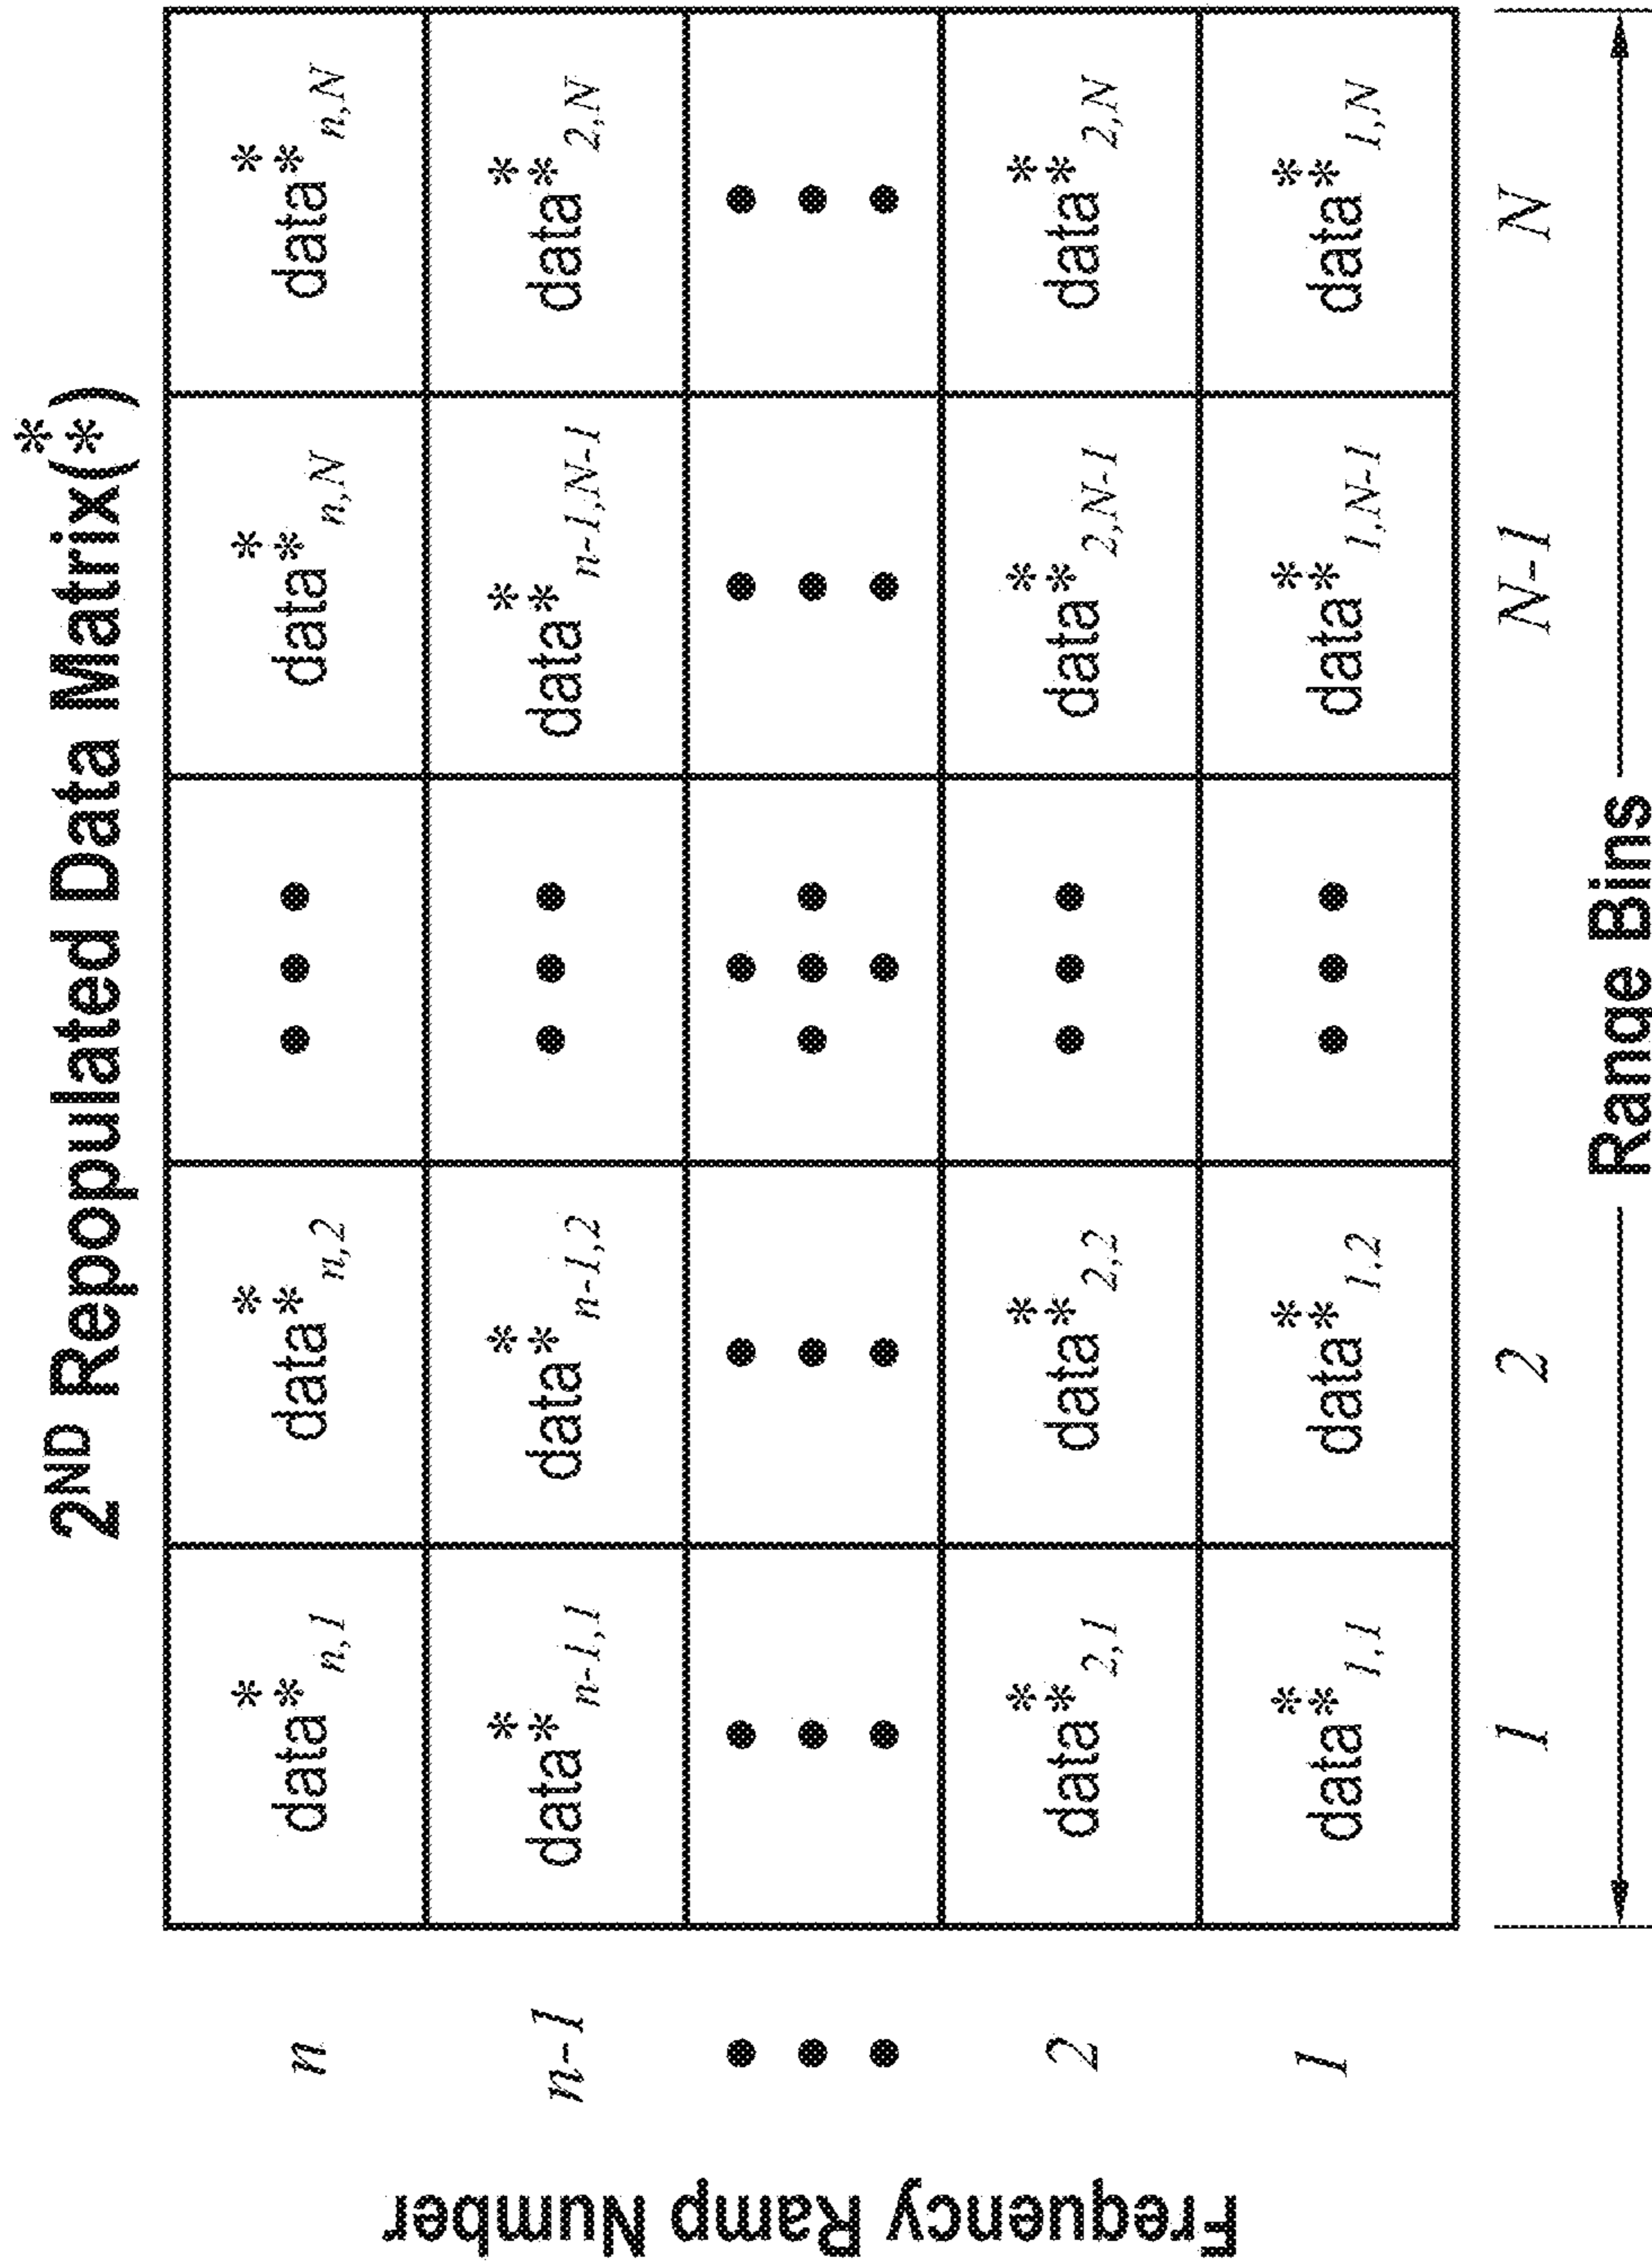 2ND Repopulated Data Matrix(**)
n data**n,1 data**n,2 • • • data**n,N data**n,N
n-1 data**n-1,1 data**n-1,2 • • • data**n-1,N-1 data**2,N
• • • • • • • • • • • • • • • • • • • •
2 data**2,1 data**2,2 • • • data**2,N-1 data**2,N
1 data**1,1 data**1,2 • • • data**1,N-1 data**1,N
1 2 N-1 N
Range Bins
Frequency Ramp Number